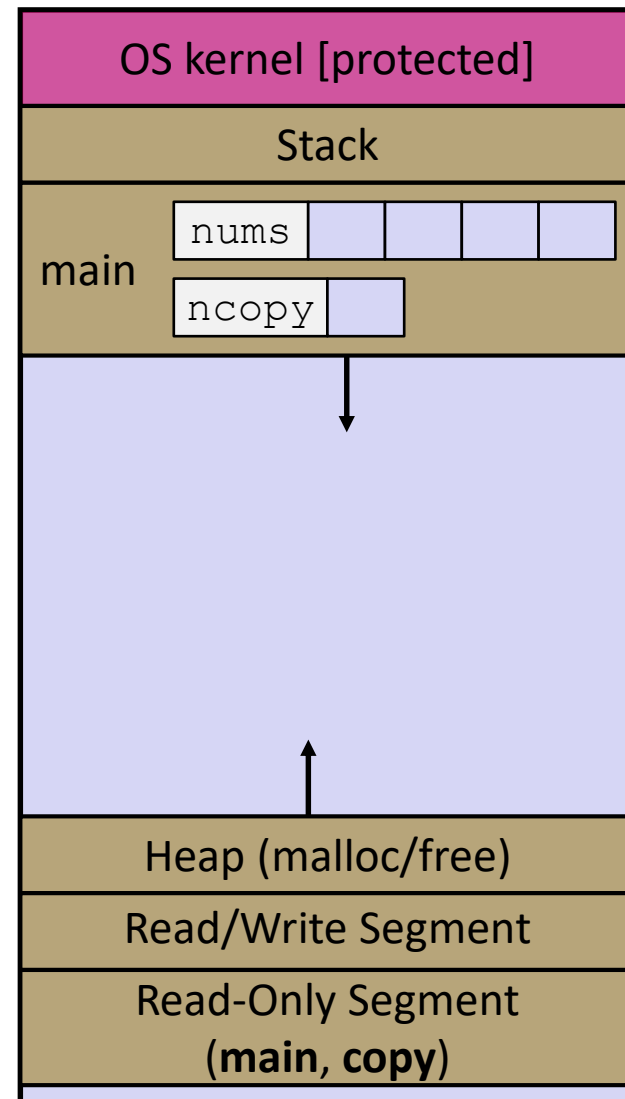 OS kernel [protected]
Stack
main
nums
ncopy
Heap (malloc/free)
Read/Write Segment
Read-Only Segment
(main, copy)